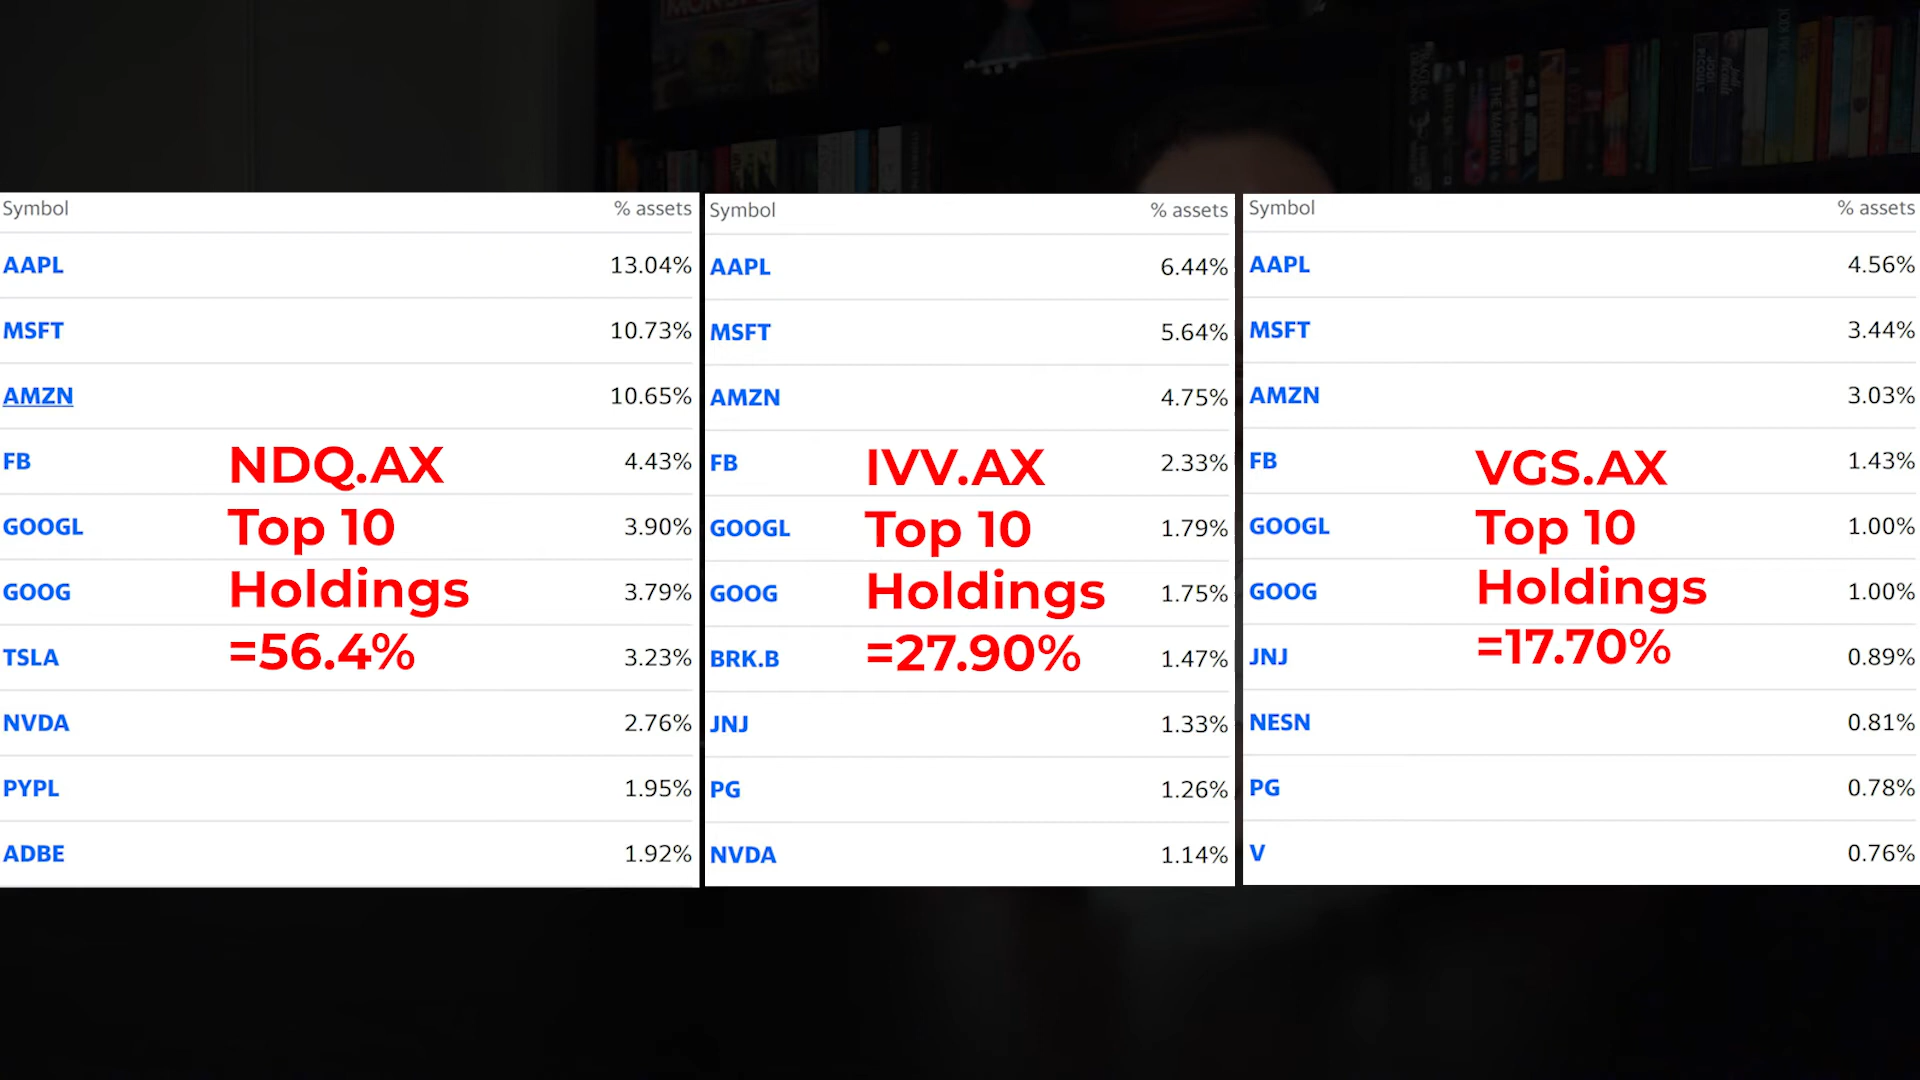 Symbol % assets
AAPL 13.04%
MSFT 10.73%
AMZN 10.65%
FB 4.43%
GOOGL 3.90%
GOOG 3.79%
TSLA 3.23%
NVDA 2.76%
PYPL 1.95%
ADBE 1.92%
NDQ.AX
Top 10
Holdings
=56.4%
Symbol % assets
AAPL 6.44%
MSFT 5.64%
AMZN 4.75%
FB 2.33%
GOOGL 1.79%
GOOG 1.75%
BRK.B 1.47%
JNJ 1.33%
PG 1.26%
NVDA 1.14%
IVV.AX
Top 10
Holdings
=27.90%
Symbol % assets
AAPL 4.56%
MSFT 3.44%
AMZN 3.03%
FB 1.43%
GOOGL 1.00%
GOOG 1.00%
JNJ 0.89%
NESN 0.81%
PG 0.78%
V 0.76%
VGS.AX
Top 10
Holdings
=17.70%
THE MARTIAN
JODI PICOULT